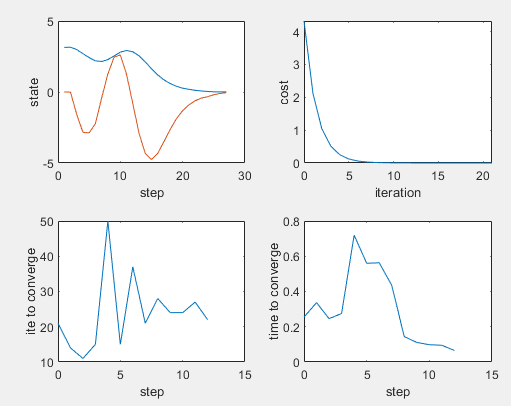 5
0
-5
state
0 10 20 30
step
4
3
2
1
0
cost
0 5 10 15 20
iteration
50
40
30
20
10
ite to converge
0 5 10 15
step
0.8
0.6
0.4
0.2
0
time to converge
0 5 10 15
step